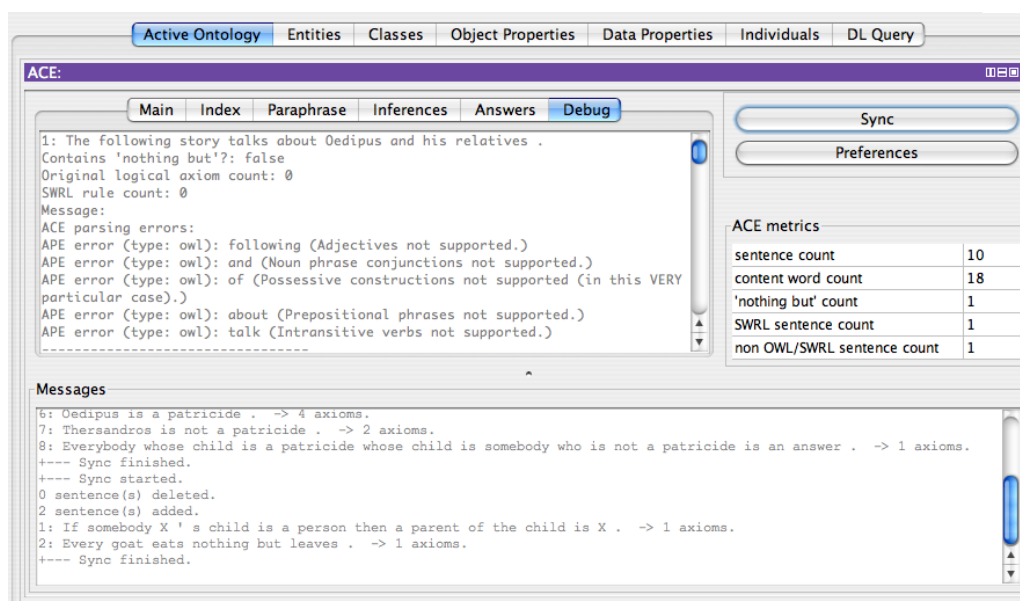 Active Ontology Entities Classes Object Properties Data Properties Individuals DL Query
ACE:
Main Index Paraphrase Inferences Answers Debug
1: The following story talks about Oedipus and his relatives .
Contains 'nothing but'?: false
Original logical axiom count: 0
SWRL rule count: 0
Message:
ACE parsing errors:
APE error (type: owl): following (Adjectives not supported.)
APE error (type: owl): and (Noun phrase conjunctions not supported.)
APE error (type: owl): of (Possessive constructions not supported (in this VERY
particular case).)
APE error (type: owl): about (Prepositional phrases not supported.)
APE error (type: owl): talk (Intransitive verbs not supported.)
--------------------------------
Sync
Preferences
ACE metrics
sentence count 10
content word count 18
'nothing but' count 1
SWRL sentence count 1
non OWL/SWRL sentence count 1
Messages
6: Oedipus is a patricide . -> 4 axioms.
7: Thersandros is not a patricide . -> 2 axioms.
8: Everybody whose child is a patricide whose child is somebody who is not a patricide is an answer . -> 1 axioms.
+--- Sync finished.
+--- Sync started.
0 sentence(s) deleted.
2 sentence(s) added.
1: If somebody X ' s child is a person then a parent of the child is X . -> 1 axioms.
2: Every goat eats nothing but leaves . -> 1 axioms.
+--- Sync finished.